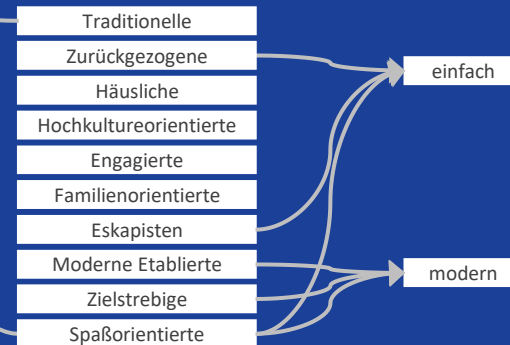 Traditionelle
Zurückgezogene
Häusliche
Hochkultureorientierte
Engagierte
Familienorientierte
Eskapisten
Moderne Etablierte
Zielstrebige
Spaßorientierte
einfach
modern